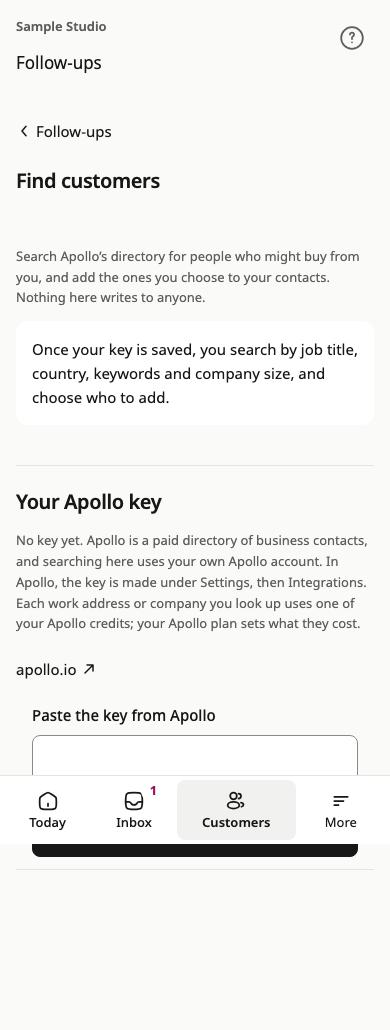 Sample Studio
Follow-ups
Follow-ups
Find customers
Search Apollo’s directory for people who might buy from
you, and add the ones you choose to your contacts.
Nothing here writes to anyone.
Once your key is saved, you search by job title,
country, keywords and company size, and
choose who to add.
Your Apollo key
No key yet. Apollo is a paid directory of business contacts,
and searching here uses your own Apollo account. In
Apollo, the key is made under Settings, then Integrations.
Each work address or company you look up uses one of
your Apollo credits; your Apollo plan sets what they cost.
apollo.io ↗
Paste the key from Apollo
1
Today Inbox Customers More